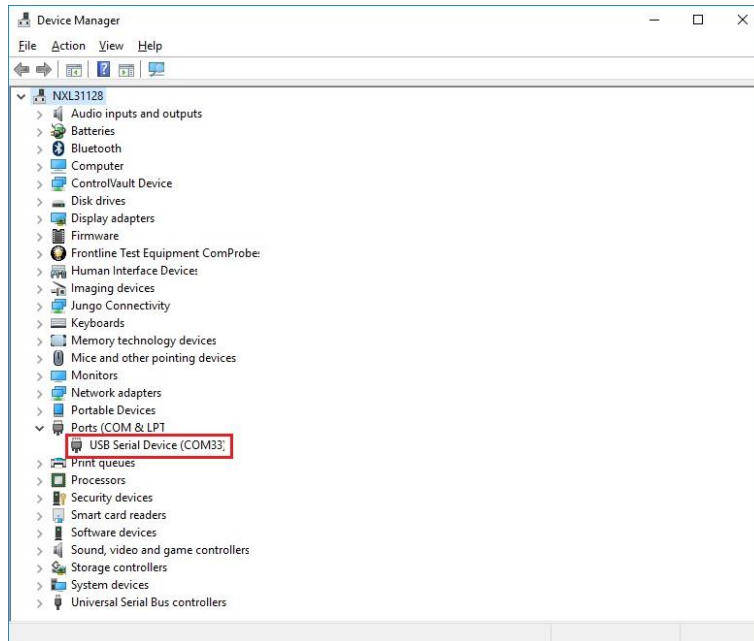 Device Manager
File Action View Help
NXL31128
Audio inputs and outputs
Batteries
Bluetooth
Computer
ControlVault Device
Disk drives
Display adapters
Firmware
Frontline Test Equipment ComProbe:
Human Interface Devices
Imaging devices
Jungo Connectivity
Keyboards
Memory technology devices
Mice and other pointing devices
Monitors
Network adapters
Portable Devices
Ports (COM & LPT
USB Serial Device (COM33)
Print queues
Processors
Security devices
Smart card readers
Software devices
Sound, video and game controllers
Storage controllers
System devices
Universal Serial Bus controllers